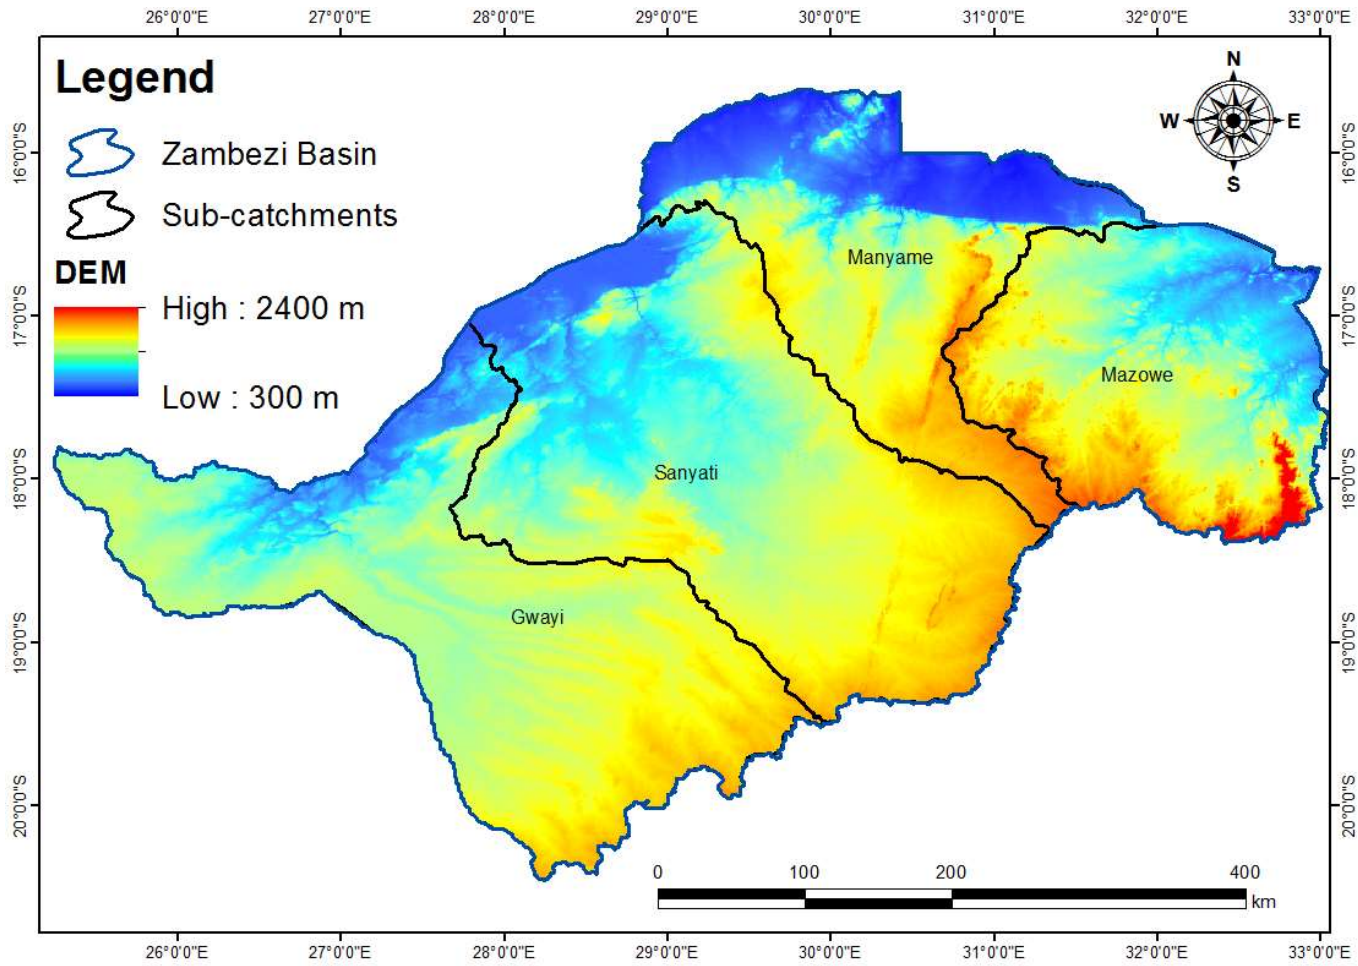 26°0'0"E 27°0'0"E 28°0'0"E 29°0'0"E 30°0'0"E 31°0'0"E 32°0'0"E 33°0'0"E
Legend
Zambezi Basin
Sub-catchments
DEM
High : 2400 m
Low : 300 m
N
W E
S
16°0'0"S 16°0'0"S
17°0'0"S 17°0'0"S
18°0'0"S 18°0'0"S
19°0'0"S 19°0'0"S
20°0'0"S 20°0'0"S
Manyame
Mazowe
Sanyati
Gwayi
0 100 200 400
km
26°0'0"E 27°0'0"E 28°0'0"E 29°0'0"E 30°0'0"E 31°0'0"E 32°0'0"E 33°0'0"E